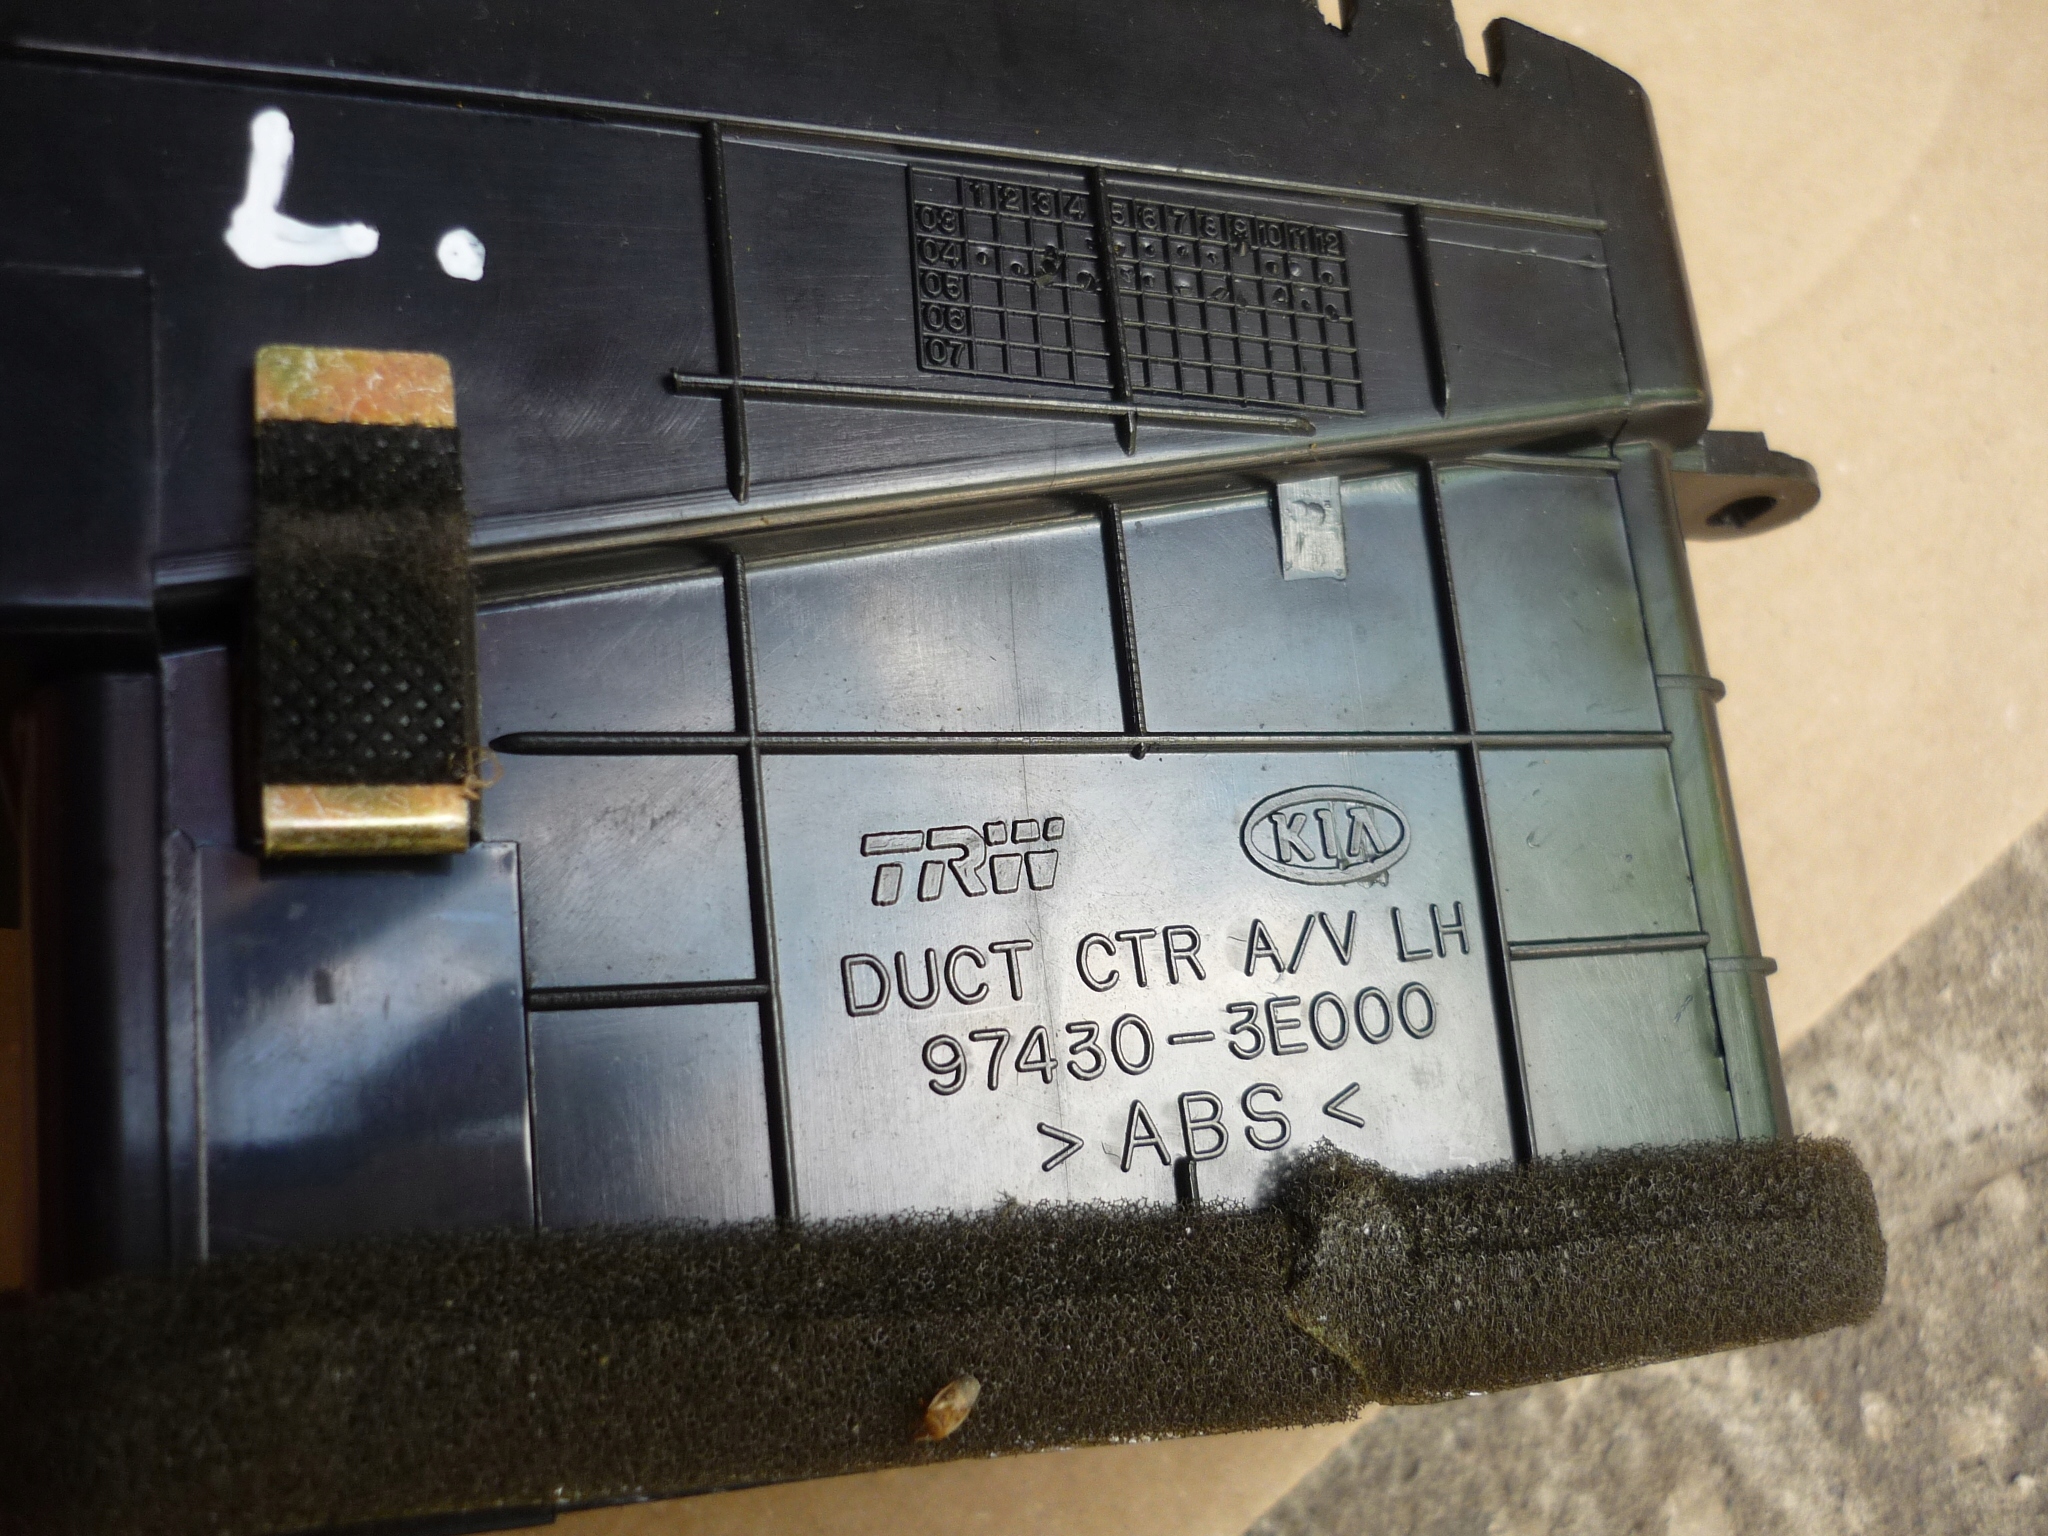 L.
1 2 3 4 5 6 7 8 9 10 11 12
03
04
05
06
07
TRW KIA
DUCT CTR A/V LH
97430-3E000
>ABS<